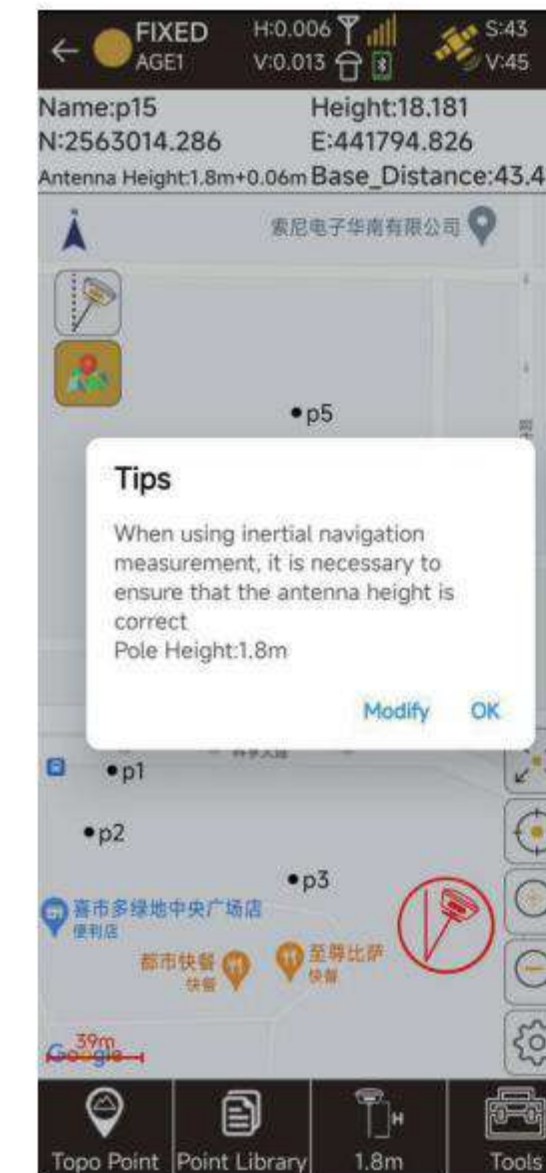 FIXED H:0.006 S:43
AGE1 V:0.013 V:45
Name:p15 Height:18.181
N:2563014.286 E:441794.826
Antenna Height:1.8m+0.06m Base_Distance:43.4
索尼电子华南有限公司
p5
Tips
When using inertial navigation
measurement, it is necessary to
ensure that the antenna height is
correct
Pole Height:1.8m
Modify OK
p1
p2
p3
喜市多绿地中央广场店
便利店
都市快餐
快餐
至尊比萨
快餐
39m
Google
H
Topo Point Point Library 1.8m Tools